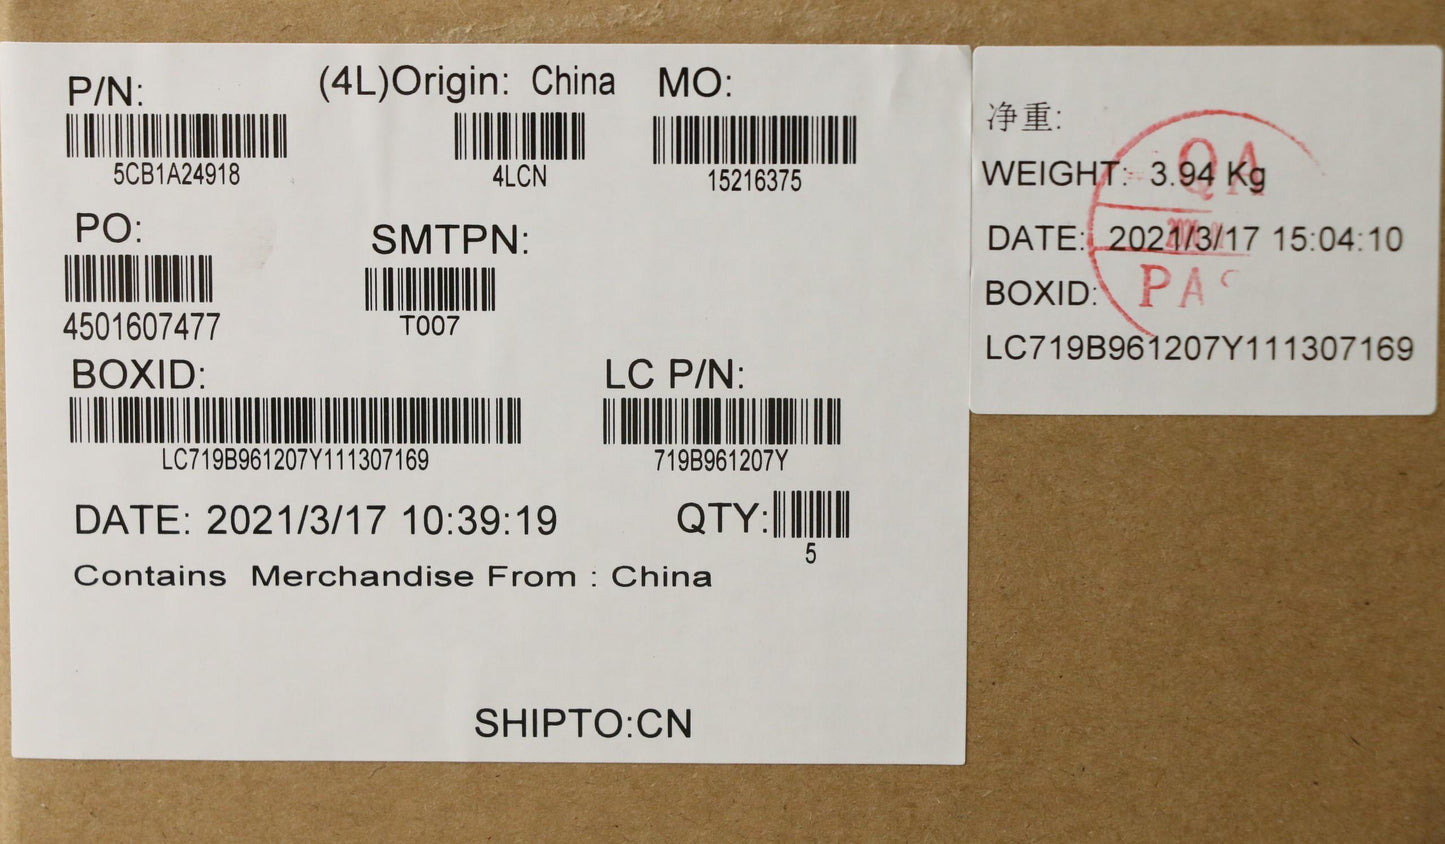 P/N:
5CB1A24918
(4L)Origin: China
4LCN
MO:
15216375
PO:
4501607477
SMTPN:
T007
BOXID:
LC719B961207Y111307169
LC P/N:
719B961207Y
DATE: 2021/3/17 10:39:19
QTY:
5
Contains Merchandise From : China
SHIPTO:CN
净重:
WEIGHT: 3.94 Kg
DATE: 2021/3/17 15:04:10
BOXID:
LC719B961207Y111307169
QA